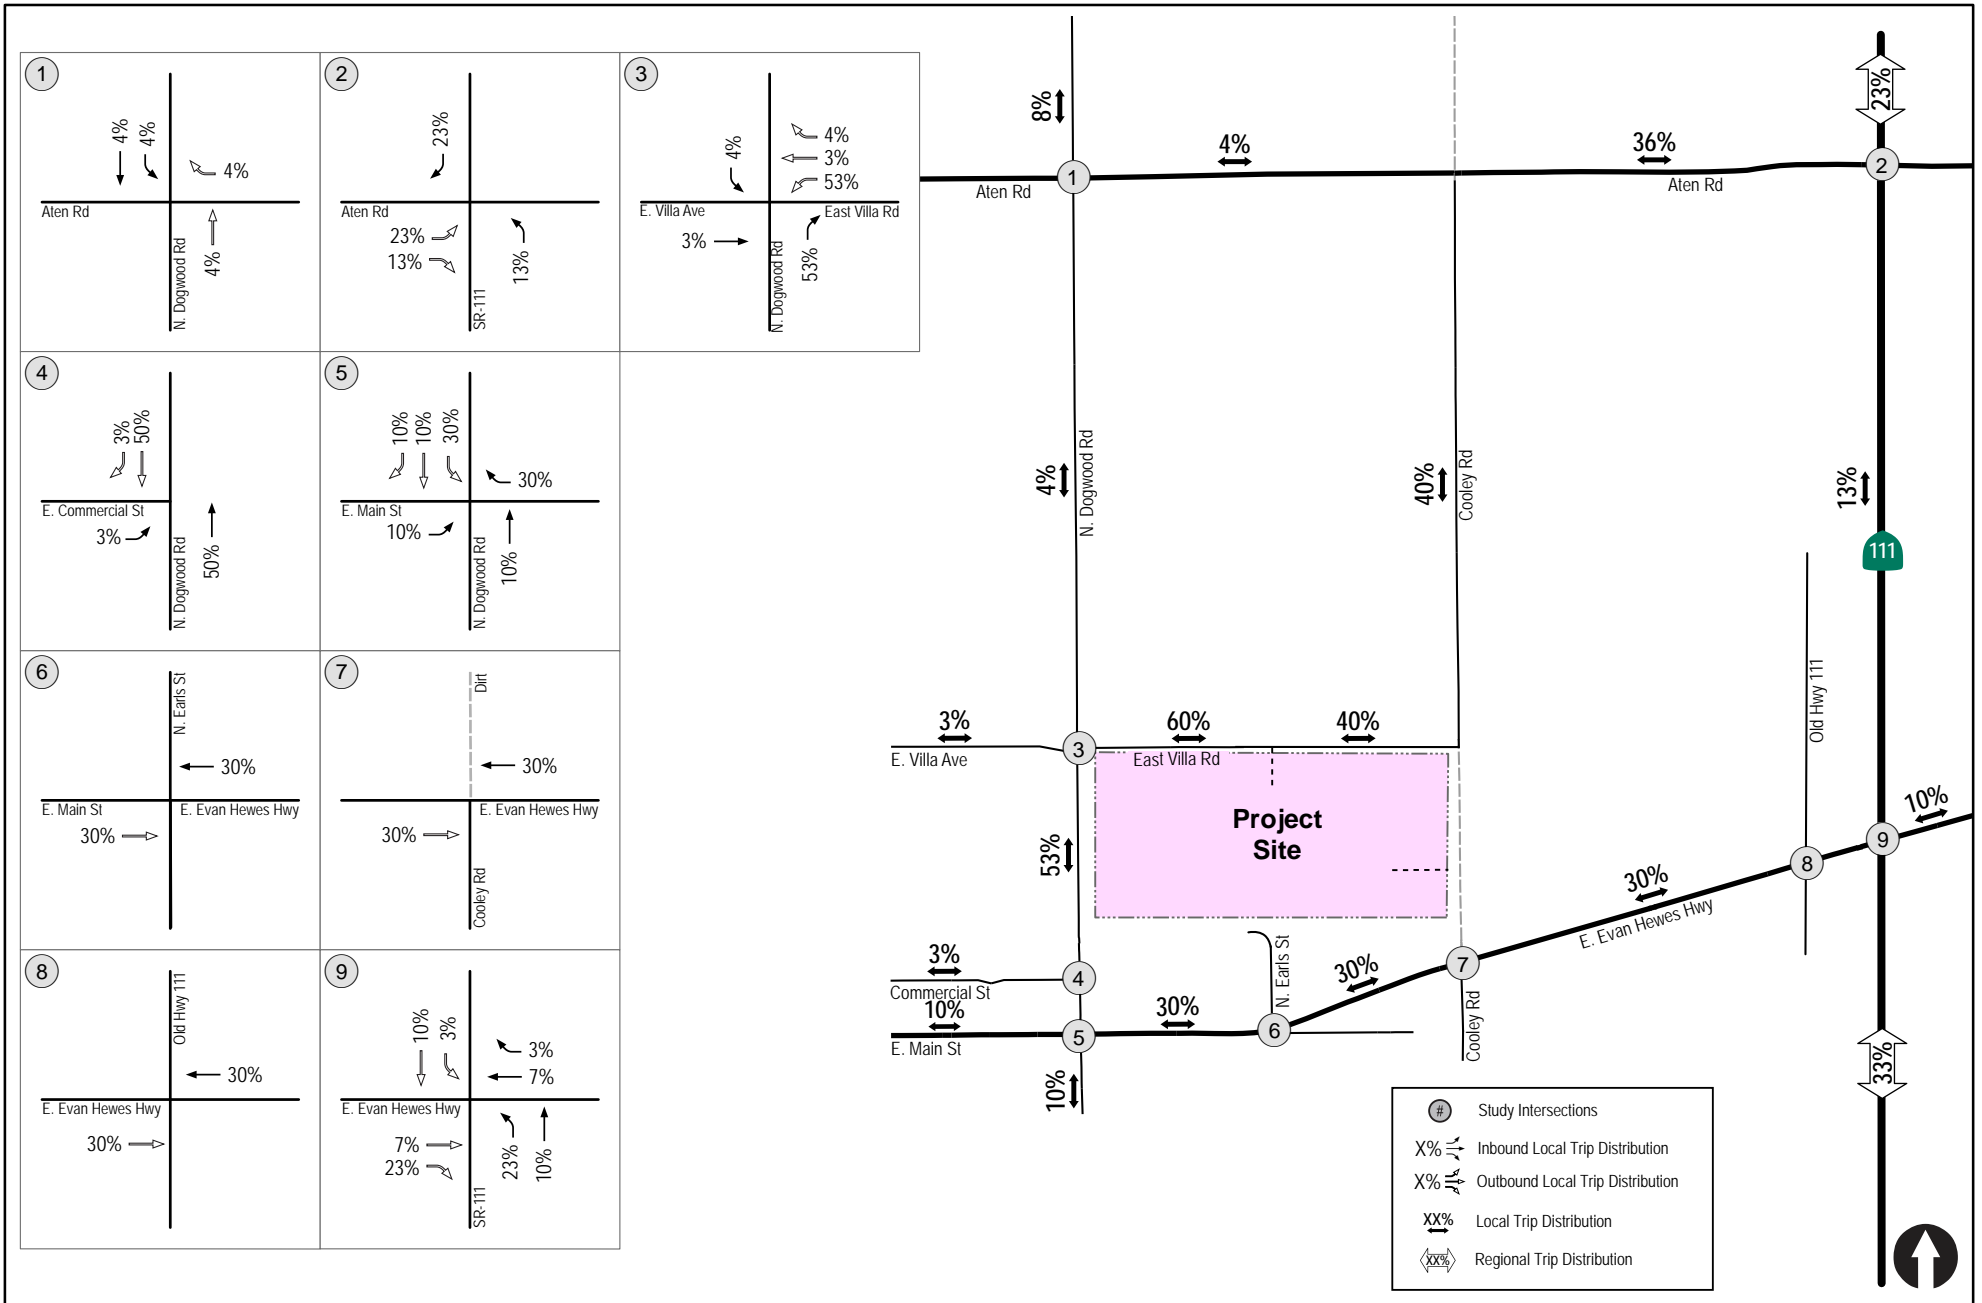 1
4%
4%
4%
Aten Rd
N. Dogwood Rd
4%
2
23%
Aten Rd
23%
13%
13%
SR-111
3
4%
4%
3%
53%
E. Villa Ave
East Villa Rd
3%
N. Dogwood Rd
53%
4
3%
50%
E. Commercial St
3%
N. Dogwood Rd
50%
5
10%
10%
30%
30%
E. Main St
10%
N. Dogwood Rd
10%
6
N. Earls St
30%
E. Main St
E. Evan Hewes Hwy
30%
7
Dirt
30%
E. Evan Hewes Hwy
30%
Cooley Rd
8
Old Hwy 111
30%
E. Evan Hewes Hwy
30%
9
10%
3%
3%
7%
E. Evan Hewes Hwy
7%
23%
SR-111
23%
10%
8%
23%
4%
36%
1
2
Aten Rd
Aten Rd
4%
N. Dogwood Rd
40%
Cooley Rd
13%
111
Old Hwy 111
3%
60%
40%
3
E. Villa Ave
East Villa Rd
Project
Site
53%
10%
9
8
30%
E. Evan Hewes Hwy
3%
4
Commercial St
N. Earls St
30%
7
10%
30%
5
6
E. Main St
Cooley Rd
10%
33%
# Study Intersections
X% Inbound Local Trip Distribution
X% Outbound Local Trip Distribution
XX% Local Trip Distribution
XX% Regional Trip Distribution